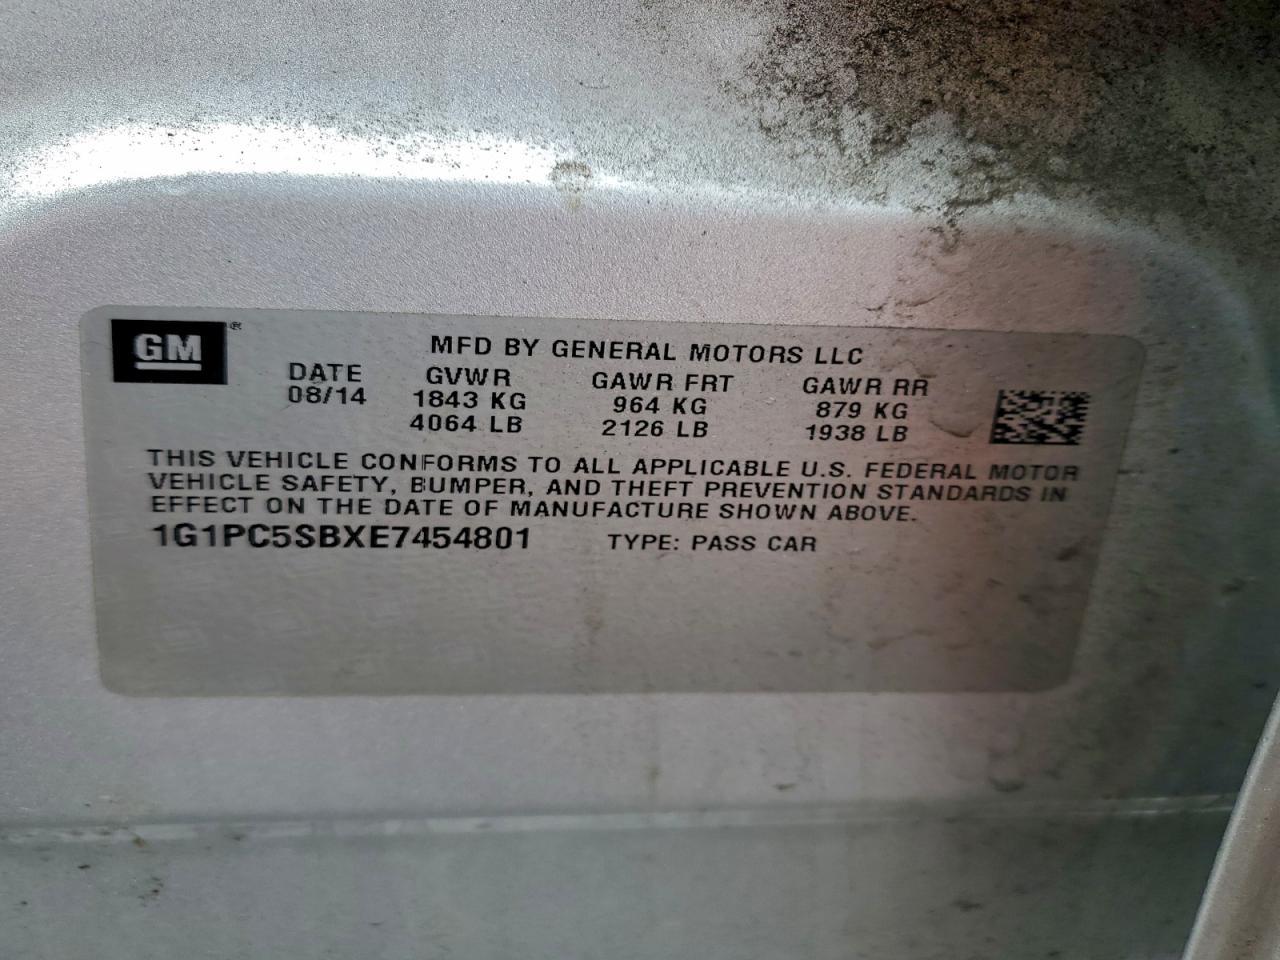 GM ®
MFD BY GENERAL MOTORS LLC
DATE GVWR GAWR FRT GAWR RR
08/14 1843 KG 964 KG 879 KG
4064 LB 2126 LB 1938 LB
THIS VEHICLE CONFORMS TO ALL APPLICABLE U.S. FEDERAL MOTOR
VEHICLE SAFETY, BUMPER, AND THEFT PREVENTION STANDARDS IN
EFFECT ON THE DATE OF MANUFACTURE SHOWN ABOVE.
1G1PC5SBXE7454801 TYPE: PASS CAR